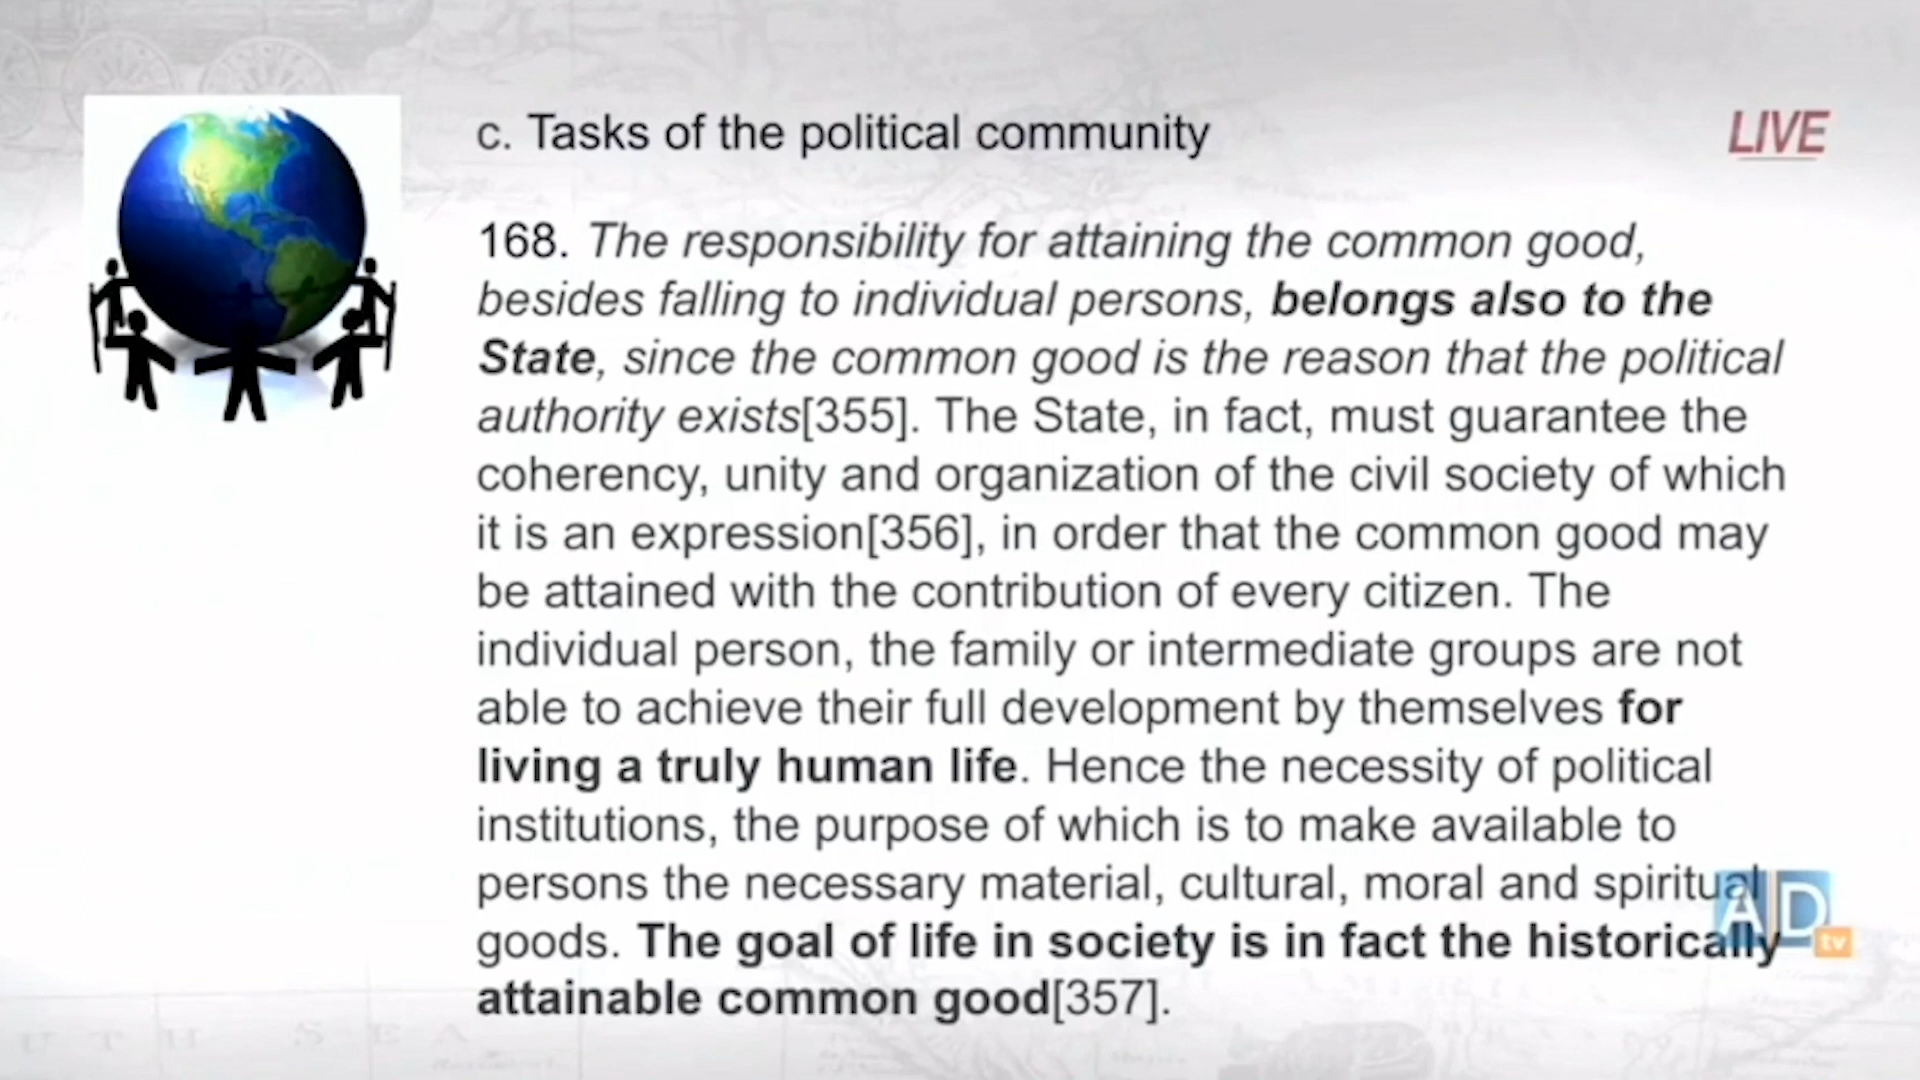 c. Tasks of the political community
LIVE
168. The responsibility for attaining the common good,
besides falling to individual persons, belongs also to the
State, since the common good is the reason that the political
authority exists[355]. The State, in fact, must guarantee the
coherency, unity and organization of the civil society of which
it is an expression[356], in order that the common good may
be attained with the contribution of every citizen. The
individual person, the family or intermediate groups are not
able to achieve their full development by themselves for
living a truly human life. Hence the necessity of political
institutions, the purpose of which is to make available to
persons the necessary material, cultural, moral and spiritual
goods. The goal of life in society is in fact the historically
attainable common good[357].
AD
tv
UTH SEA